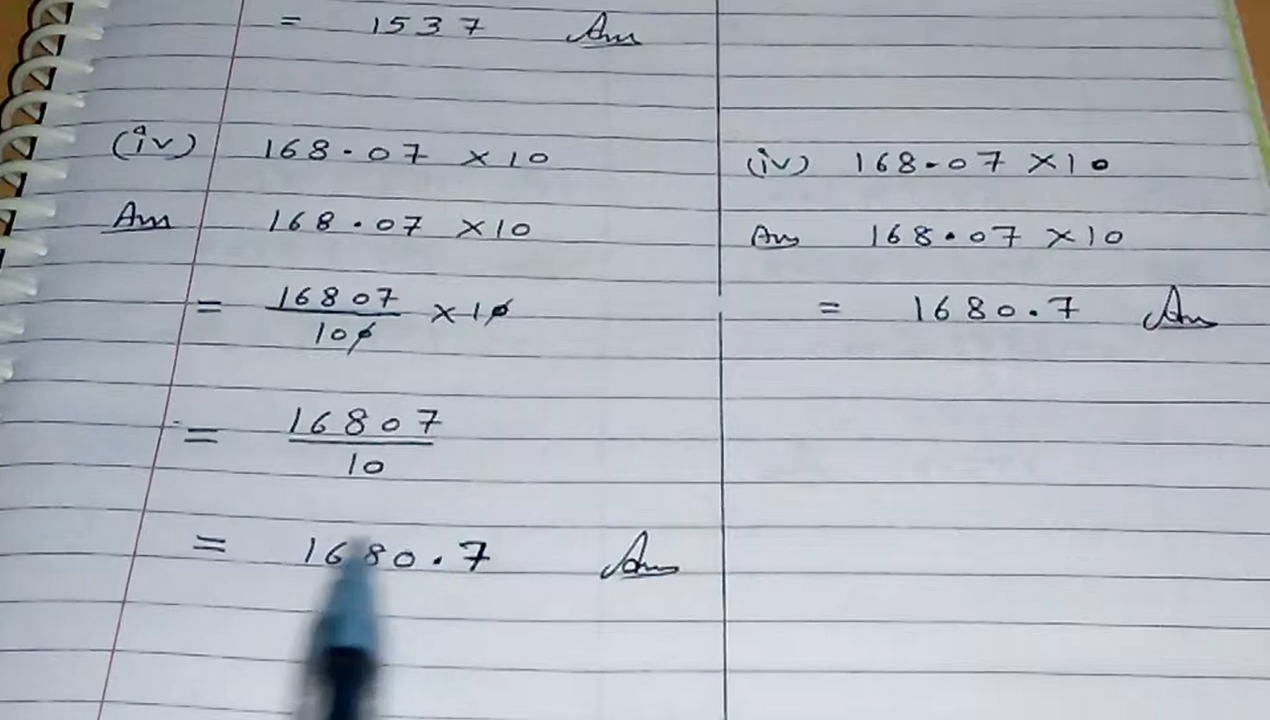 = 1537 Ans
(iv) 168.07 × 10
Ans 168.07 × 10
= 16807/100 × 10
= 16807/10
= 1680.7 Ans
(iv) 168.07 × 10
Ans 168.07 × 10
= 1680.7 Ans